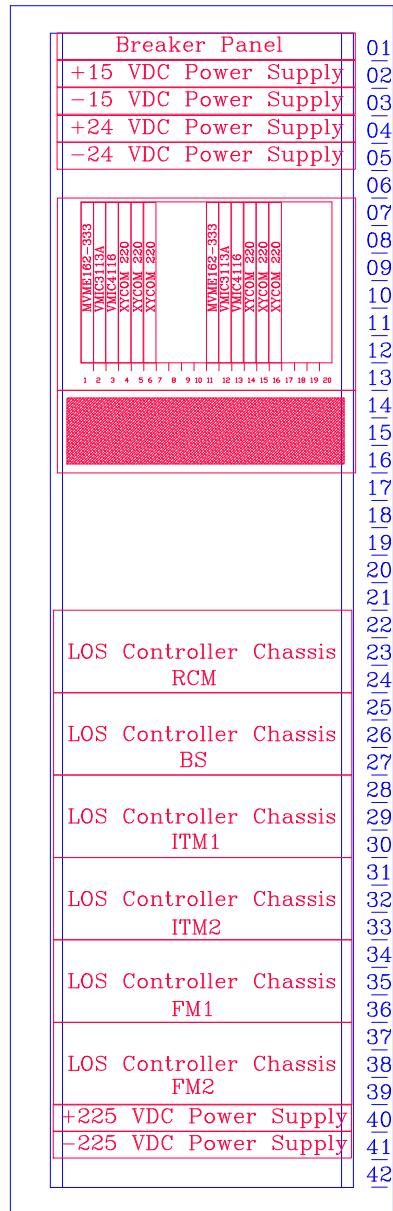 Breaker Panel 01
+15 VDC Power Supply 02
−15 VDC Power Supply 03
+24 VDC Power Supply 04
−24 VDC Power Supply 05
06
07
08
09
10
11
12
13
MVME162-333
VMIC3113A
VMIC4116
XYCOM 220
XYCOM 220
XYCOM 220
MVME162-333
VMIC3113A
VMIC4116
XYCOM 220
XYCOM 220
XYCOM 220
1 2 3 4 5 6 7 8 9 10 11 12 13 14 15 16 17 18 19 20
14
15
16
17
18
19
20
21
22
LOS Controller Chassis 23
RCM 24
25
LOS Controller Chassis 26
BS 27
28
LOS Controller Chassis 29
ITM1 30
31
LOS Controller Chassis 32
ITM2 33
34
LOS Controller Chassis 35
FM1 36
37
LOS Controller Chassis 38
FM2 39
+225 VDC Power Supply 40
−225 VDC Power Supply 41
42